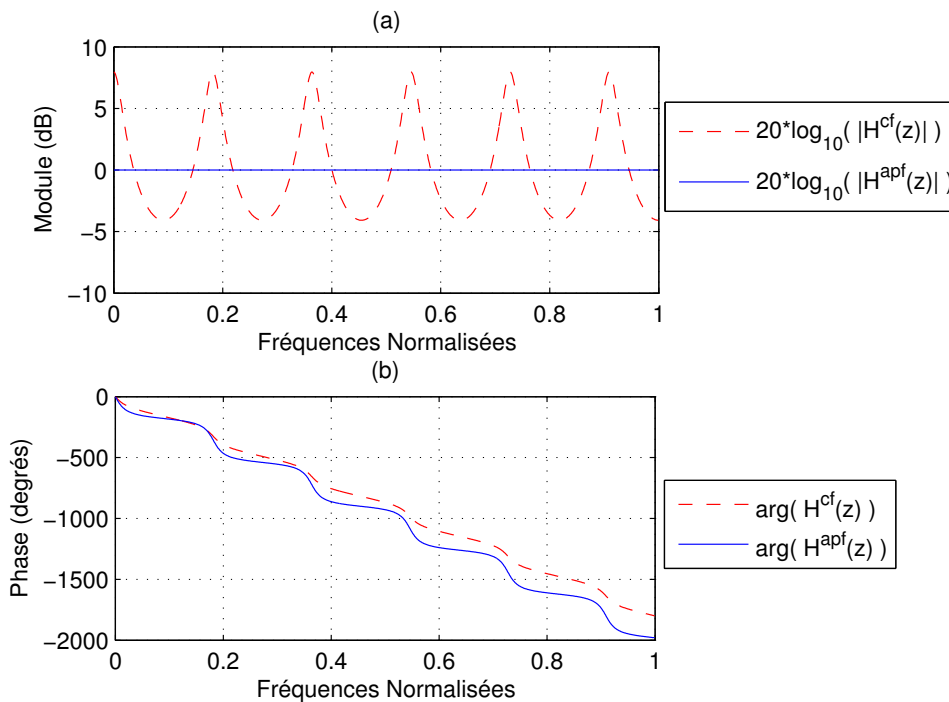 (a)
10
5
0
−5
−10
Module (dB)
0 0.2 0.4 0.6 0.8 1
Fréquences Normalisées
20*log10( |Hcf(z)| )
20*log10( |Hapf(z)| )
(b)
0
−500
−1000
−1500
−2000
Phase (degrés)
0 0.2 0.4 0.6 0.8 1
Fréquences Normalisées
arg( Hcf(z) )
arg( Hapf(z) )